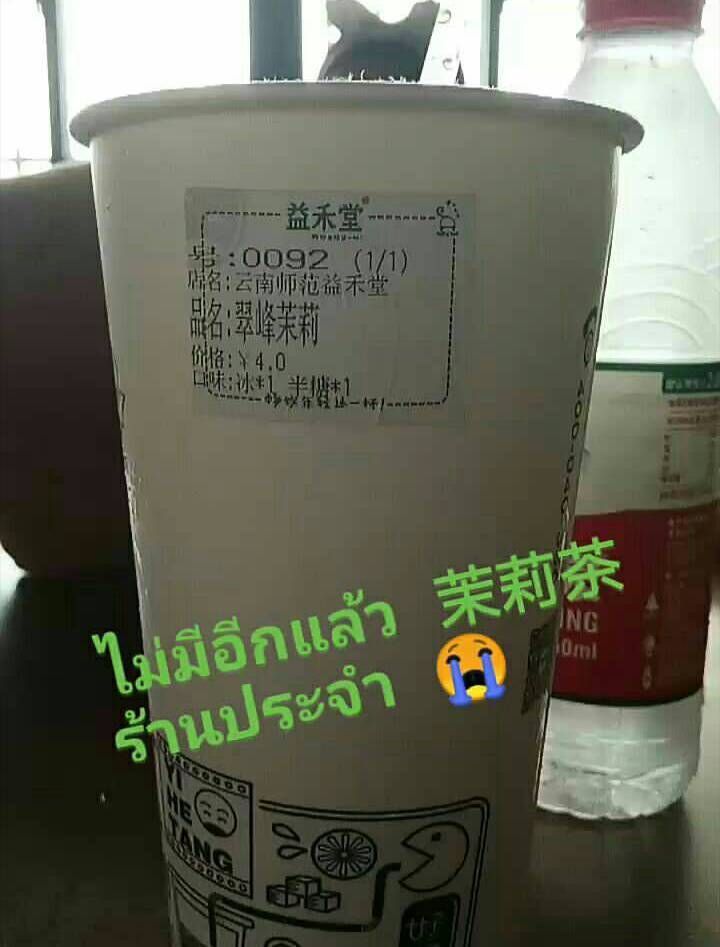 益禾堂
号:0092 (1/1)
店名:云南师范益禾堂
品名:翠峰茉莉
价格:¥4.0
口味:冰*1 半糖*1
ไม่มีอีกแล้ว 茉莉茶
ร้านประจำ 😭
YI
HE
TANG